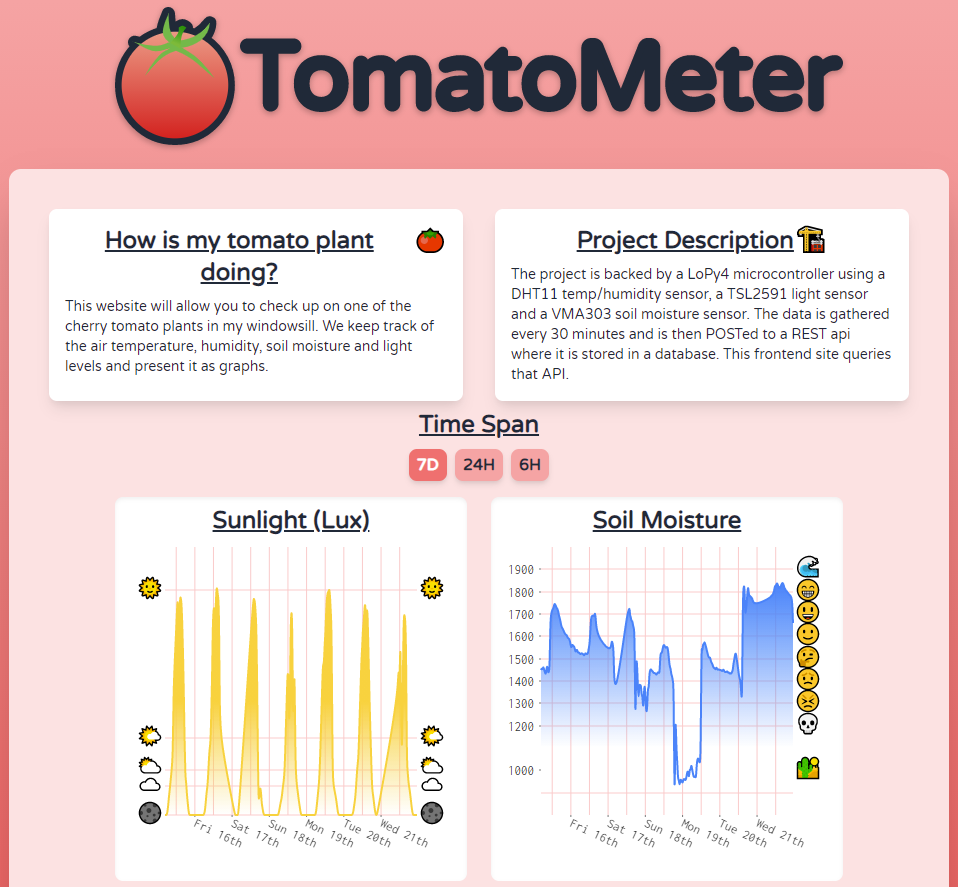 TomatoMeter
How is my tomato plant
doing?
This website will allow you to check up on one of the
cherry tomato plants in my windowsill. We keep track of
the air temperature, humidity, soil moisture and light
levels and present it as graphs.
Project Description
The project is backed by a LoPy4 microcontroller using a
DHT11 temp/humidity sensor, a TSL2591 light sensor
and a VMA303 soil moisture sensor. The data is gathered
every 30 minutes and is then POSTed to a REST api
where it is stored in a database. This frontend site queries
that API.
Time Span
7D 24H 6H
Sunlight (Lux)
Fri 16th
Sat 17th
Sun 18th
Mon 19th
Tue 20th
Wed 21th
Soil Moisture
1900
1800
1700
1600
1500
1400
1300
1200
1000
Fri 16th
Sat 17th
Sun 18th
Mon 19th
Tue 20th
Wed 21th